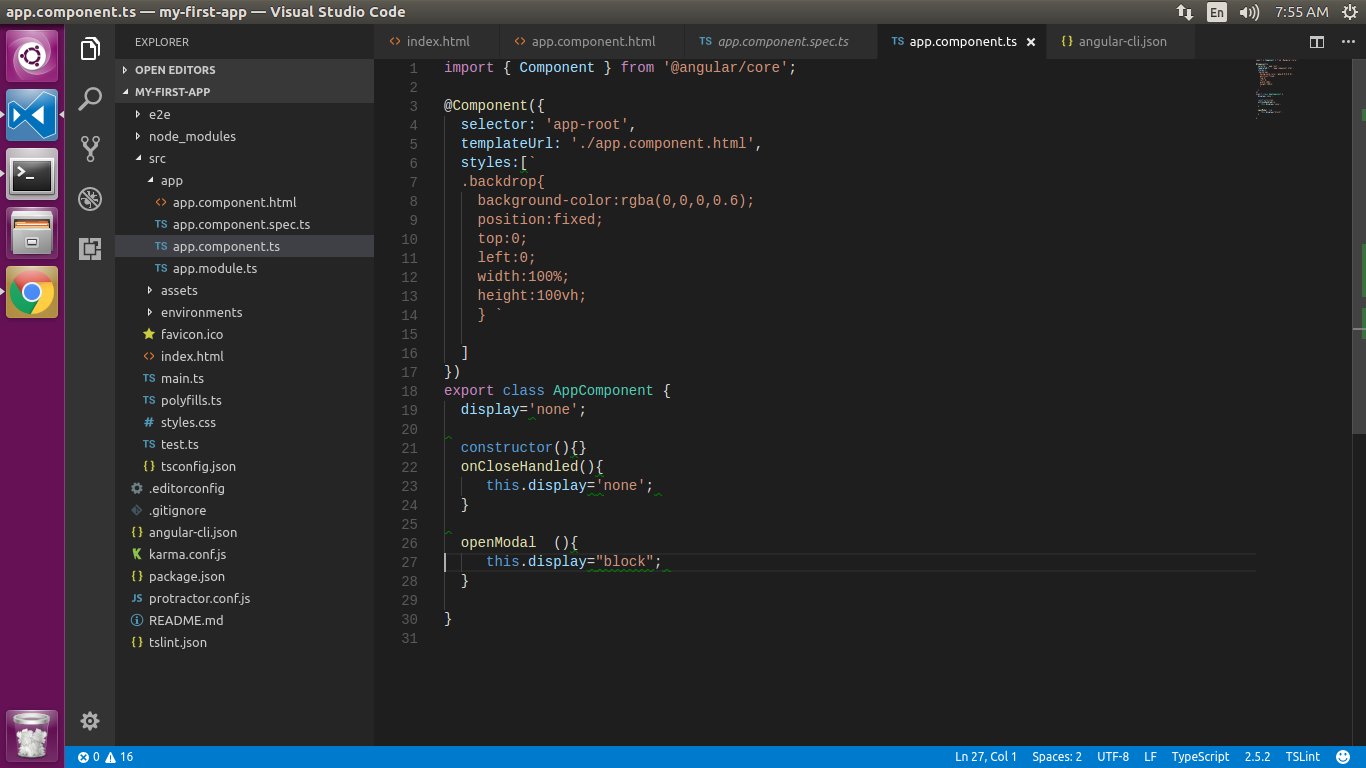 app.component.ts — my-first-app — Visual Studio Code
En
7:55 AM
EXPLORER
OPEN EDITORS
MY-FIRST-APP
e2e
node_modules
src
app
<> app.component.html
TS app.component.spec.ts
TS app.component.ts
TS app.module.ts
assets
environments
favicon.ico
<> index.html
TS main.ts
TS polyfills.ts
# styles.css
TS test.ts
{} tsconfig.json
.editorconfig
.gitignore
{} angular-cli.json
karma.conf.js
{} package.json
JS protractor.conf.js
README.md
{} tslint.json
<> index.html
<> app.component.html
TS app.component.spec.ts
TS app.component.ts ×
{} angular-cli.json
1 import { Component } from '@angular/core';
2
3 @Component({
4 selector: 'app-root',
5 templateUrl: './app.component.html',
6 styles:[`
7 .backdrop{
8 background-color:rgba(0,0,0,0.6);
9 position:fixed;
10 top:0;
11 left:0;
12 width:100%;
13 height:100vh;
14 } `
15
16 ]
17 })
18 export class AppComponent {
19 display='none';
20
21 constructor(){}
22 onCloseHandled(){
23 this.display='none';
24 }
25
26 openModal  (){
27 this.display="block";
28 }
29
30 }
31
0 16
Ln 27, Col 1
Spaces: 2
UTF-8
LF
TypeScript
2.5.2
TSLint